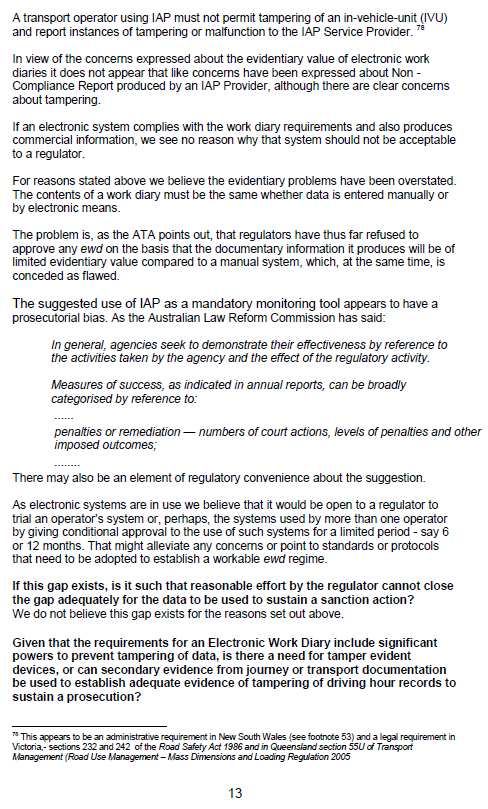 A transport operator using IAP must not permit tampering of an in-vehicle-unit (IVU)
and report instances of tampering or malfunction to the IAP Service Provider. 78
In view of the concerns expressed about the evidentiary value of electronic work
diaries it does not appear that like concerns have been expressed about Non -
Compliance Report produced by an IAP Provider, although there are clear concerns
about tampering.
If an electronic system complies with the work diary requirements and also produces
commercial information, we see no reason why that system should not be acceptable
to a regulator.
For reasons stated above we believe the evidentiary problems have been overstated.
The contents of a work diary must be the same whether data is entered manually or
by electronic means.
The problem is, as the ATA points out, that regulators have thus far refused to
approve any ewd on the basis that the documentary information it produces will be of
limited evidentiary value compared to a manual system, which, at the same time, is
conceded as flawed.
The suggested use of IAP as a mandatory monitoring tool appears to have a
prosecutorial bias. As the Australian Law Reform Commission has said:
In general, agencies seek to demonstrate their effectiveness by reference to
the activities taken by the agency and the effect of the regulatory activity.
Measures of success, as indicated in annual reports, can be broadly
categorised by reference to:
......
penalties or remediation — numbers of court actions, levels of penalties and other
imposed outcomes;
........
There may also be an element of regulatory convenience about the suggestion.
As electronic systems are in use we believe that it would be open to a regulator to
trial an operator's system or, perhaps, the systems used by more than one operator
by giving conditional approval to the use of such systems for a limited period - say 6
or 12 months. That might alleviate any concerns or point to standards or protocols
that need to be adopted to establish a workable ewd regime.
If this gap exists, is it such that reasonable effort by the regulator cannot close
the gap adequately for the data to be used to sustain a sanction action?
We do not believe this gap exists for the reasons set out above.
Given that the requirements for an Electronic Work Diary include significant
powers to prevent tampering of data, is there a need for tamper evident
devices, or can secondary evidence from journey or transport documentation
be used to establish adequate evidence of tampering of driving hour records to
sustain a prosecution?
78 This appears to be an administrative requirement in New South Wales (see footnote 53) and a legal requirement in
Victoria,- sections 232 and 242 of the Road Safety Act 1986 and in Queensland section 55U of Transport
Management (Road Use Management – Mass Dimensions and Loading Regulation 2005
13